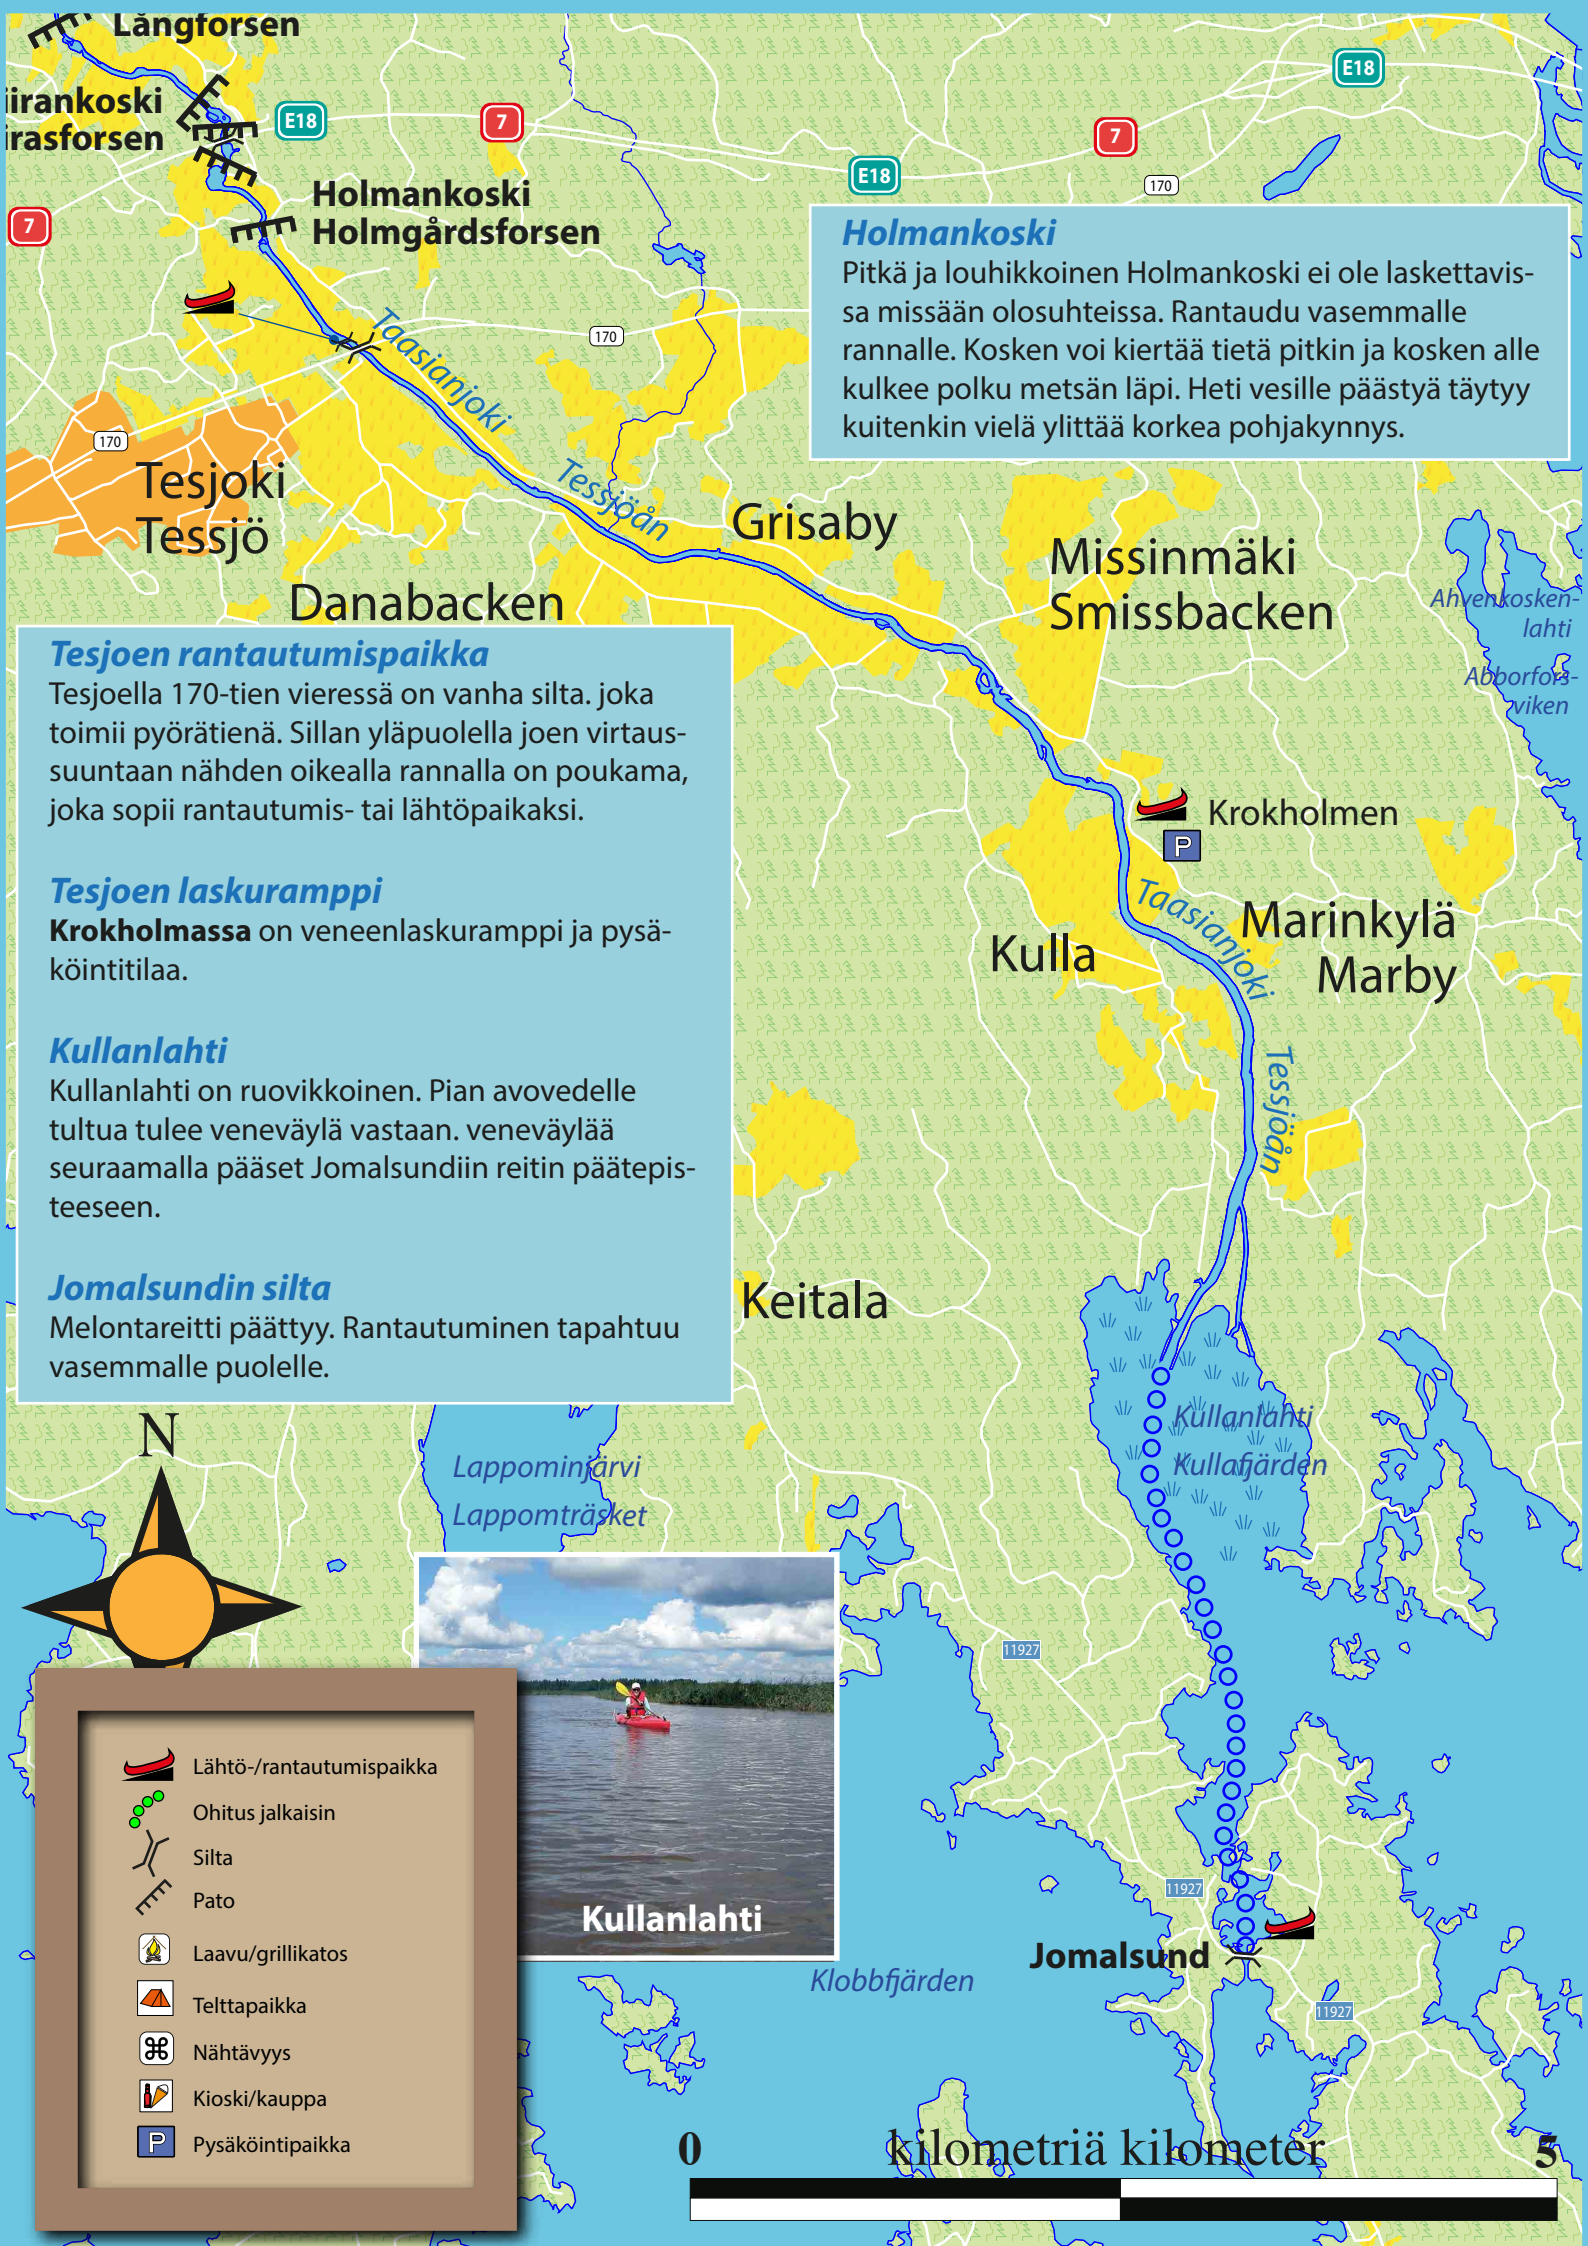 Långforsen
E18
E18
7
7
E18
170
7
Holmankoski
Holmgårdsforsen
Holmankoski
Pitkä ja louhikkoinen Holmankoski ei ole laskettavis-
sa missään olosuhteissa. Rantaudu vasemmalle
rannalle. Kosken voi kiertää tietä pitkin ja kosken alle
kulkee polku metsän läpi. Heti vesille päästyä täytyy
kuitenkin vielä ylittää korkea pohjakynnys.
170
Taasianjoki
170
Tesjoki
Tessjö
Tessjöån
Grisaby
Missinmäki
Smissbacken
Danabacken
Ahvenkosken-
lahti
Abborfors-
viken
Tesjoen rantautumispaikka
Tesjoella 170-tien vieressä on vanha silta. joka
toimii pyörätienä. Sillan yläpuolella joen virtaus-
suuntaan nähden oikealla rannalla on poukama,
joka sopii rantautumis- tai lähtöpaikaksi.
Tesjoen laskuramppi
Krokholmassa on veneenlaskuramppi ja pysä-
köintitilaa.
Kullanlahti
Kullanlahti on ruovikkoinen. Pian avovedelle
tultua tulee veneväylä vastaan. veneväylää
seuraamalla pääset Jomalsundiin reitin päätepis-
teeseen.
Jomalsundin silta
Melontareitti päättyy. Rantautuminen tapahtuu
vasemmalle puolelle.
Krokholmen
P
Taasianjoki
Marinkylä
Marby
Kulla
Tessjöån
Keitala
Kullanlahti
Kullafjärden
N
Lappominjärvi
Lappomträsket
11927
Kullanlahti
11927
Jomalsund
11927
Klobbfjärden
Lähtö-/rantautumispaikka
Ohitus jalkaisin
Silta
Pato
Laavu/grillikatos
Telttapaikka
Nähtävyys
Kioski/kauppa
P Pysäköintipaikka
0 kilometriä kilometer 5